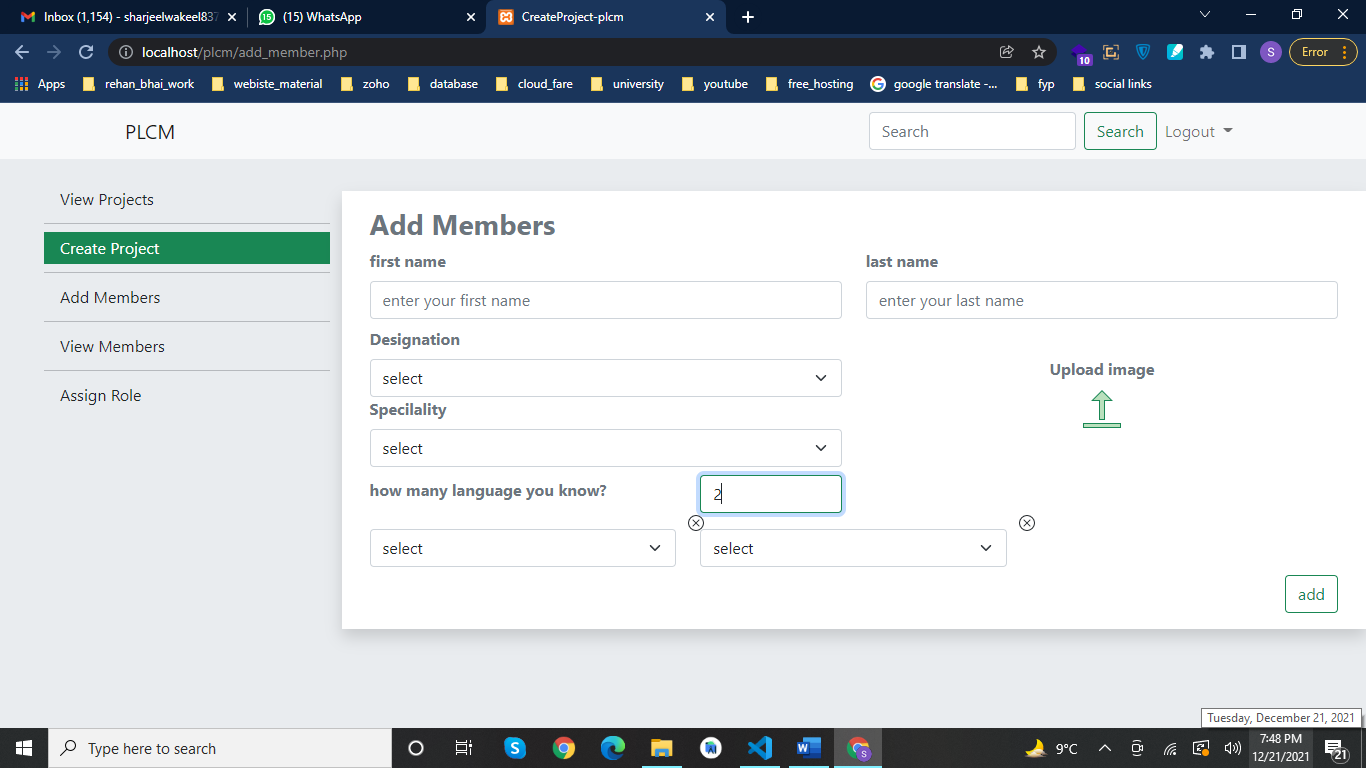 Inbox (1,154) - sharjeelwakeel837
(15) WhatsApp
CreateProject-plcm
localhost/plcm/add_member.php
10
S
Error
Apps
rehan_bhai_work
webiste_material
zoho
database
cloud_fare
university
youtube
free_hosting
google translate -...
fyp
social links
PLCM
Search
Search
Logout
View Projects
Create Project
Add Members
View Members
Assign Role
Add Members
first name
last name
enter your first name
enter your last name
Designation
select
Upload image
Specilality
select
how many language you know?
2
select
select
add
Tuesday, December 21, 2021
Type here to search
9°C
7:48 PM
12/21/2021
21